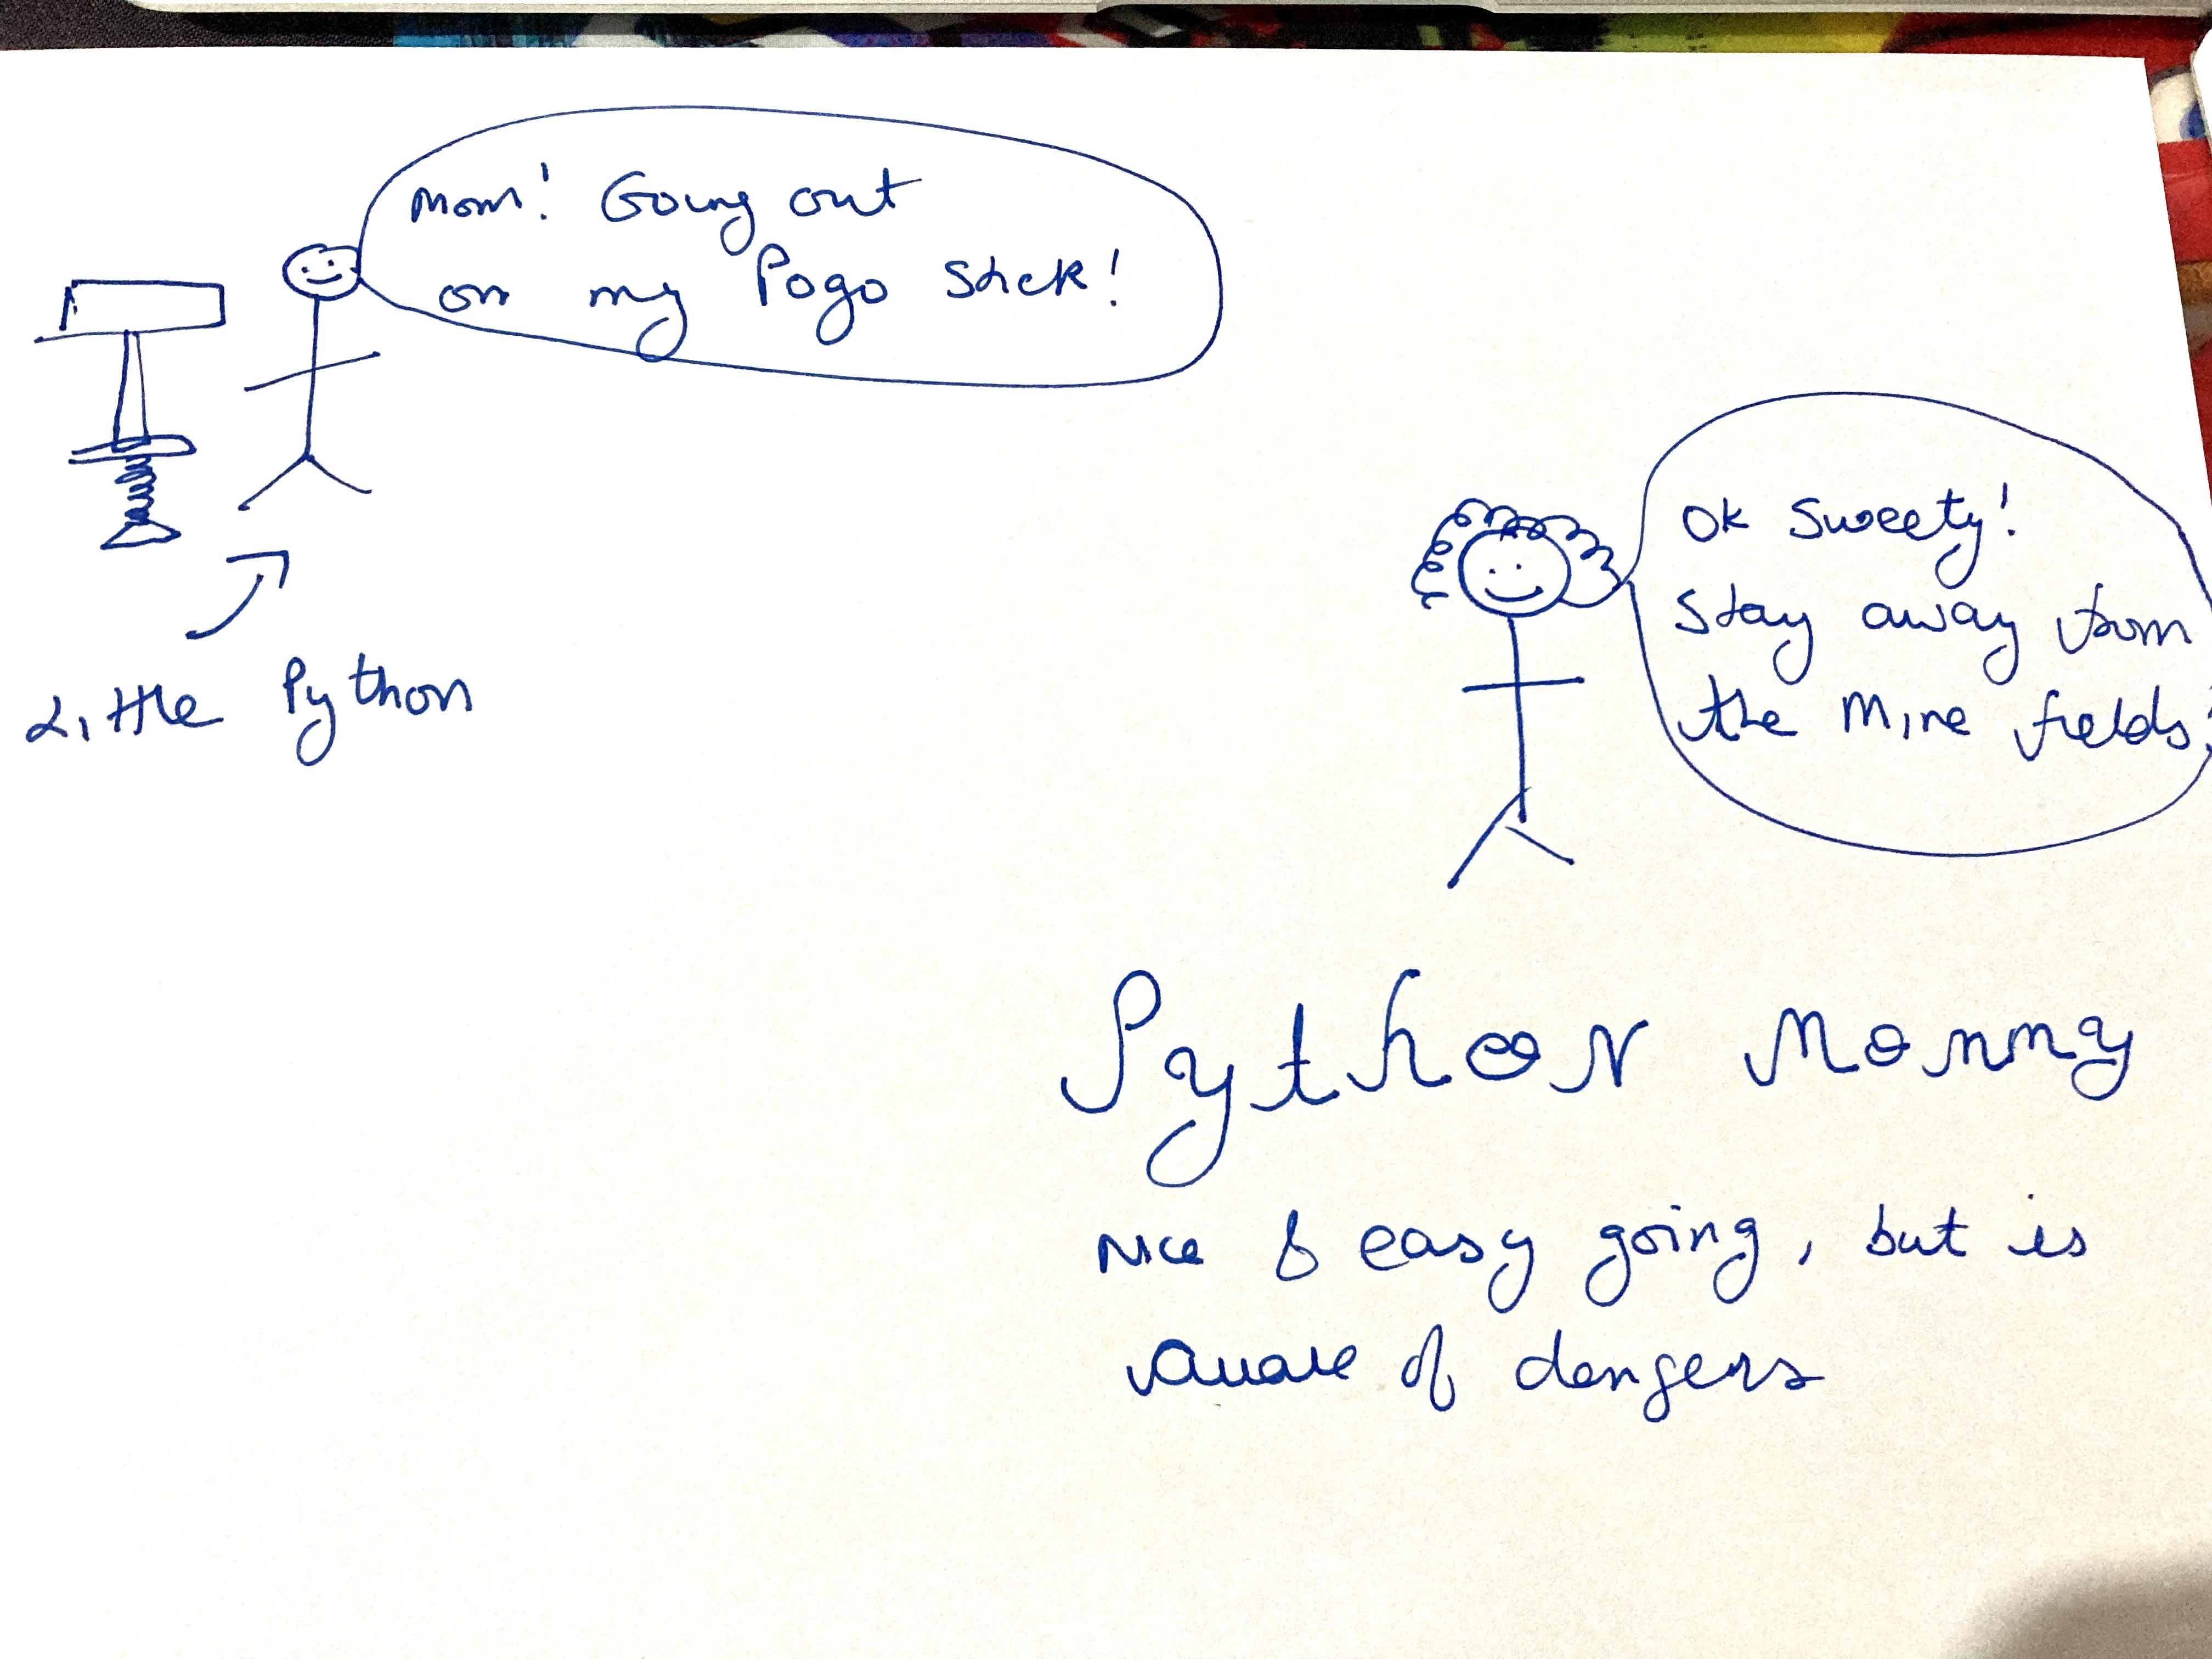 Mom! Going out
on my Pogo Stick!
Little Python
Ok Sweety!
Stay away from
the Mine fields!
Python Mommy
Nice & easy going, but is
aware of dangers